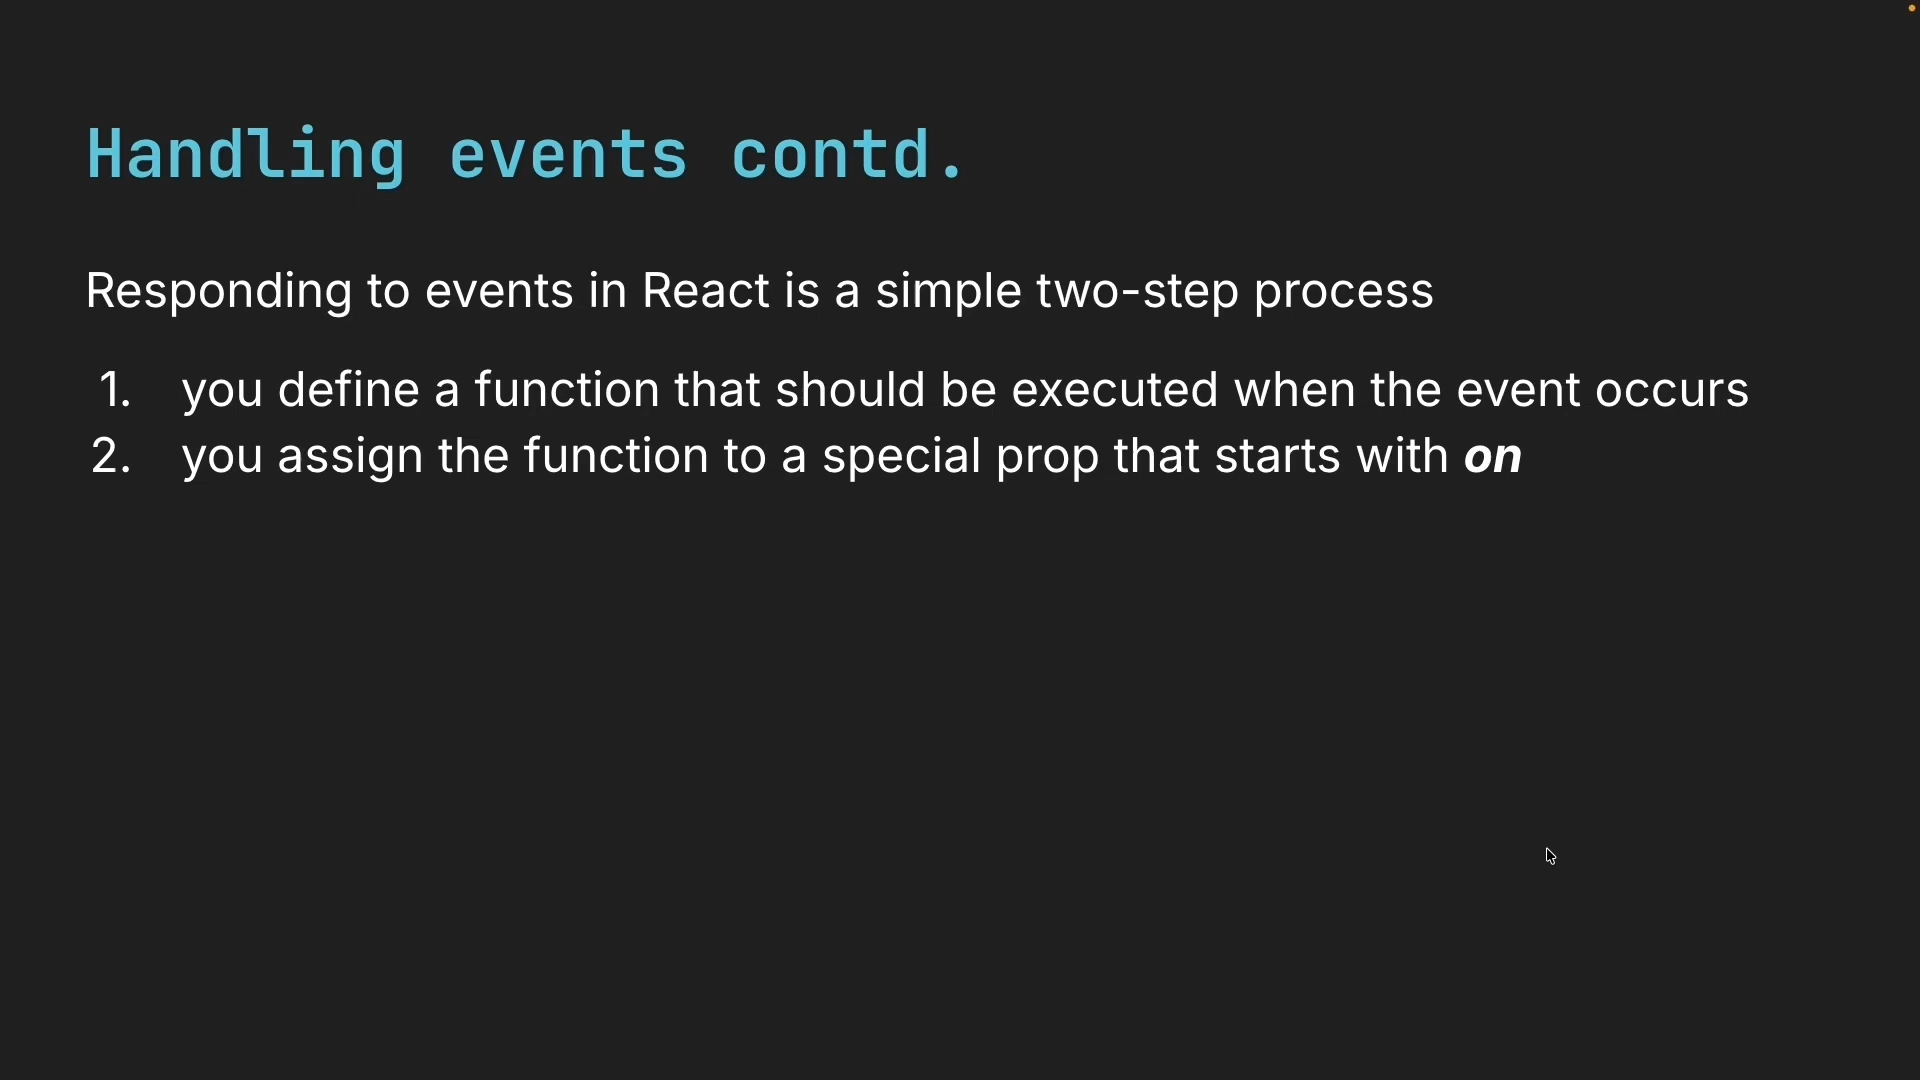 Handling events contd.
Responding to events in React is a simple two-step process
1. you define a function that should be executed when the event occurs
2. you assign the function to a special prop that starts with on